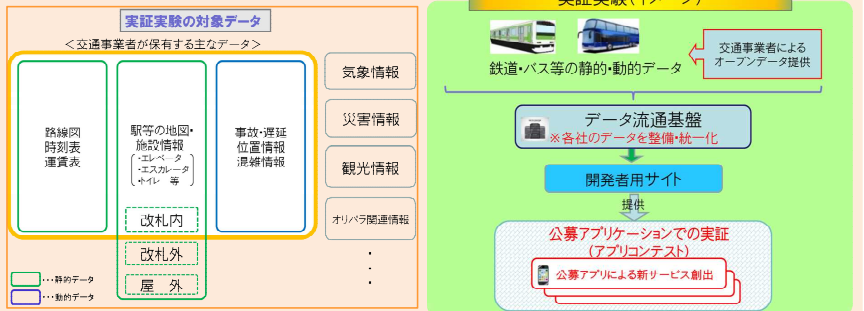 実証実験の対象データ
＜交通事業者が保有する主なデータ＞
路線図
時刻表
運賃表
駅等の地図・
施設情報
・エレベータ
・エスカレータ
・トイレ 等
改札内
改札外
屋 外
事故・遅延
位置情報
混雑情報
気象情報
災害情報
観光情報
オリパラ関連情報
・
・
・
・・・静的データ
・・・動的データ
鉄道・バス等の静的・動的データ
交通事業者による
オープンデータ提供
データ流通基盤
※各社のデータを整備・統一化
開発者用サイト
提供
公募アプリケーションでの実証
(アプリコンテスト)
公募アプリによる新サービス創出